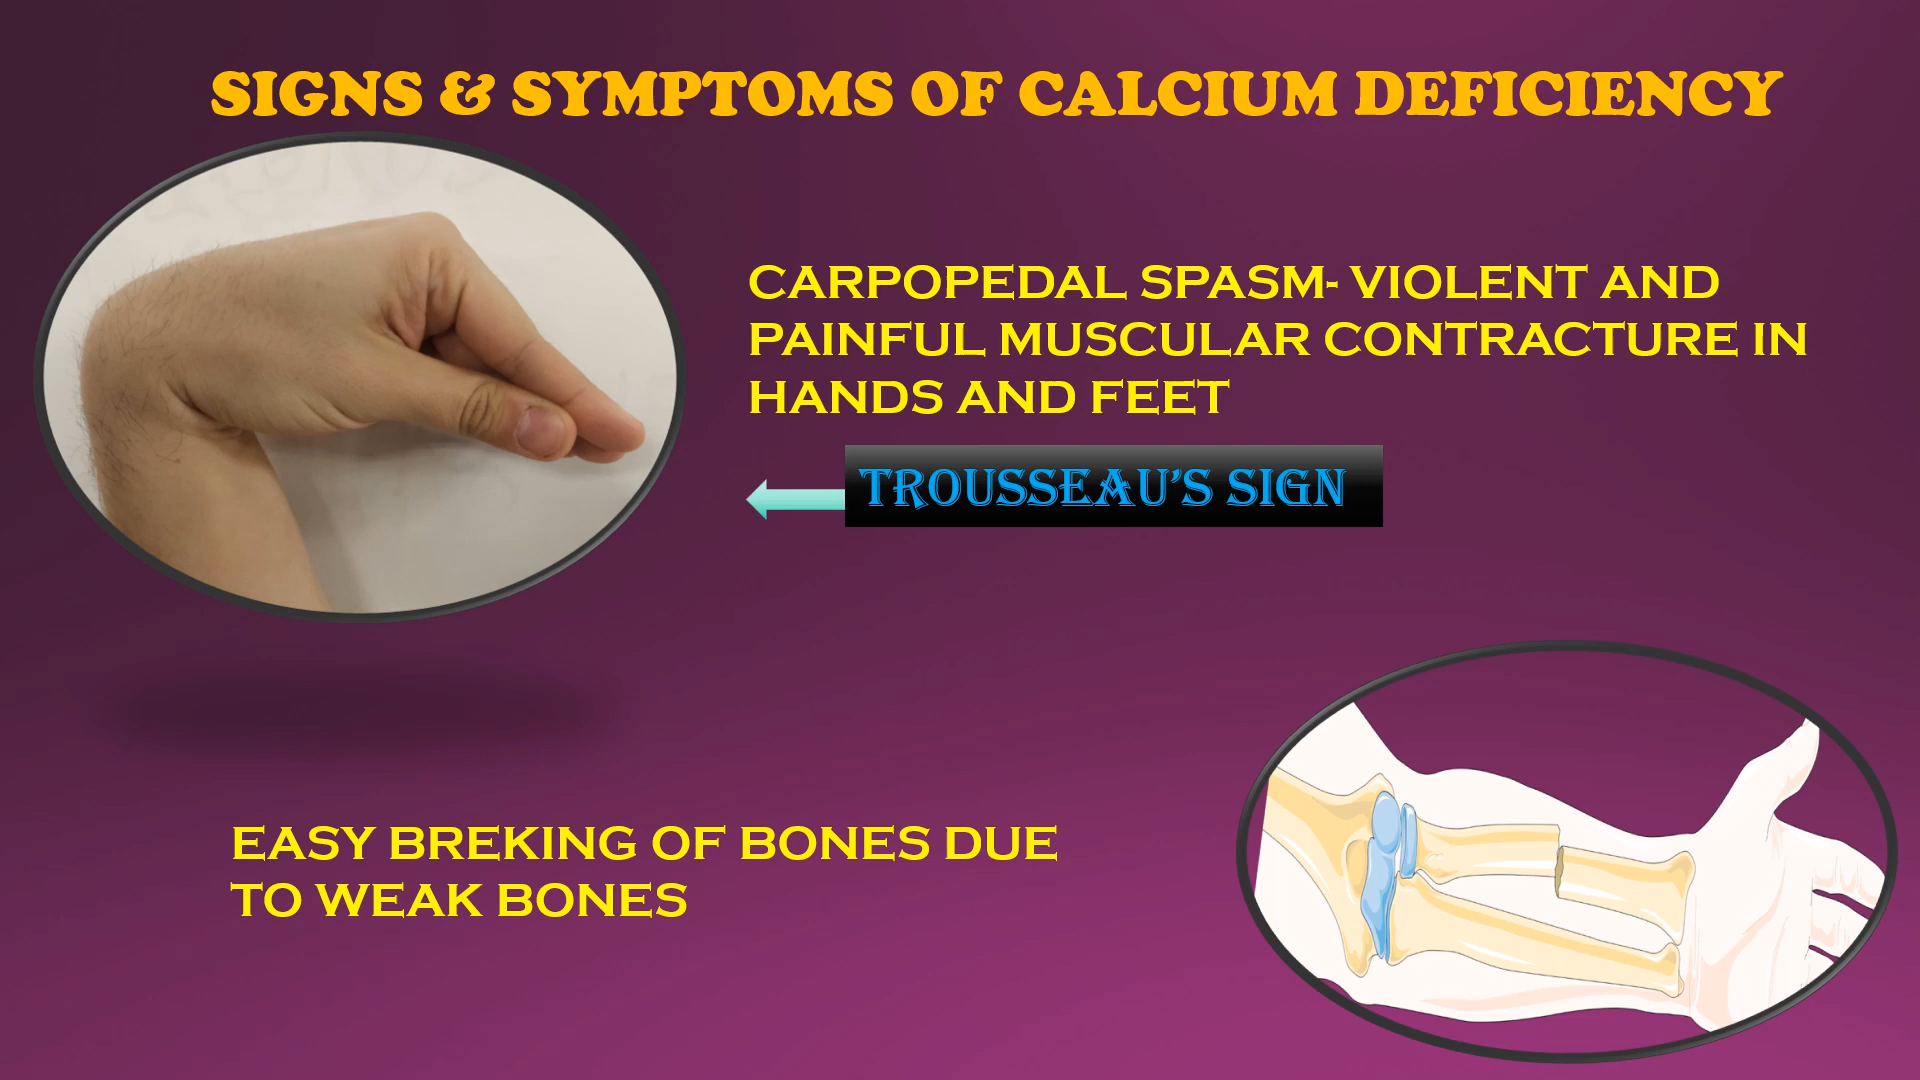 SIGNS & SYMPTOMS OF CALCIUM DEFICIENCY
CARPOPEDAL SPASM- VIOLENT AND
PAINFUL MUSCULAR CONTRACTURE IN
HANDS AND FEET
TROUSSEAU'S SIGN
EASY BREKING OF BONES DUE
TO WEAK BONES